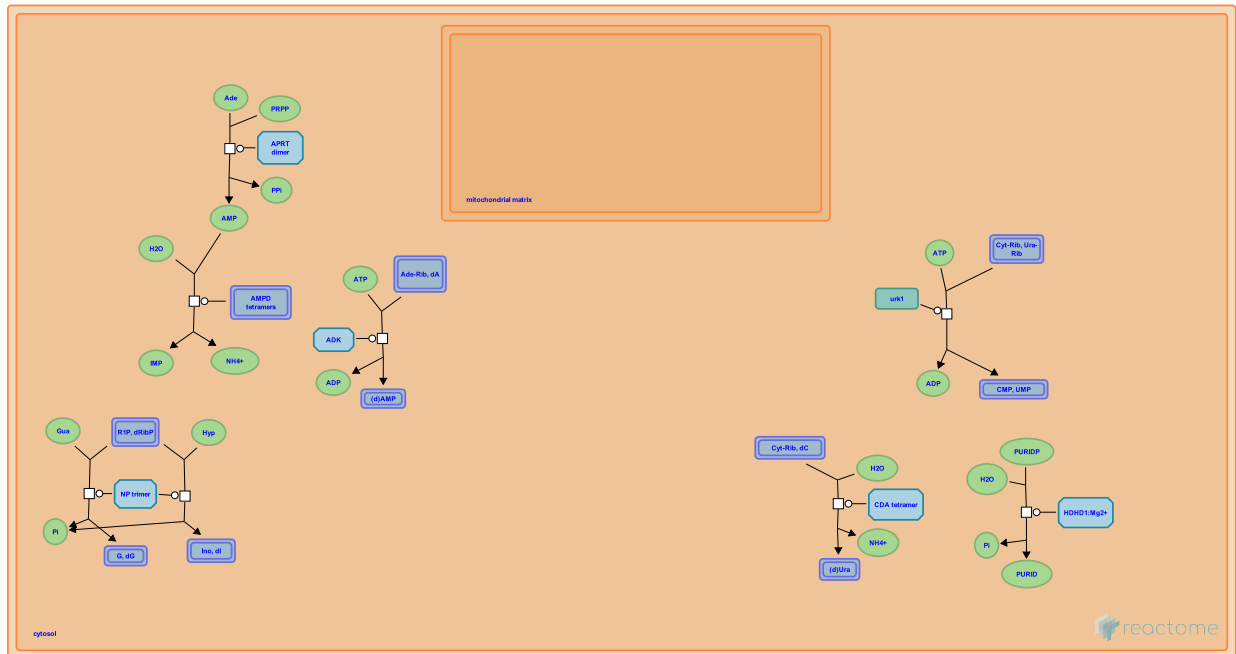 mitochondrial matrix
Ade
PRPP
APRT
dimer
PPi
AMP
H2O
AMPD
tetramers
IMP
NH4+
ATP
Ade-Rib, dA
ADK
ADP
(d)AMP
ATP
Cyt-Rib, Ura-
Rib
urk1
ADP
CMP, UMP
Gua
R1P, dRibP
Hyp
NP trimer
Pi
G, dG
Ino, dI
Cyt-Rib, dC
H2O
CDA tetramer
NH4+
(d)Ura
PURIDP
H2O
HDHD1:Mg2+
Pi
PURID
cytosol
reactome